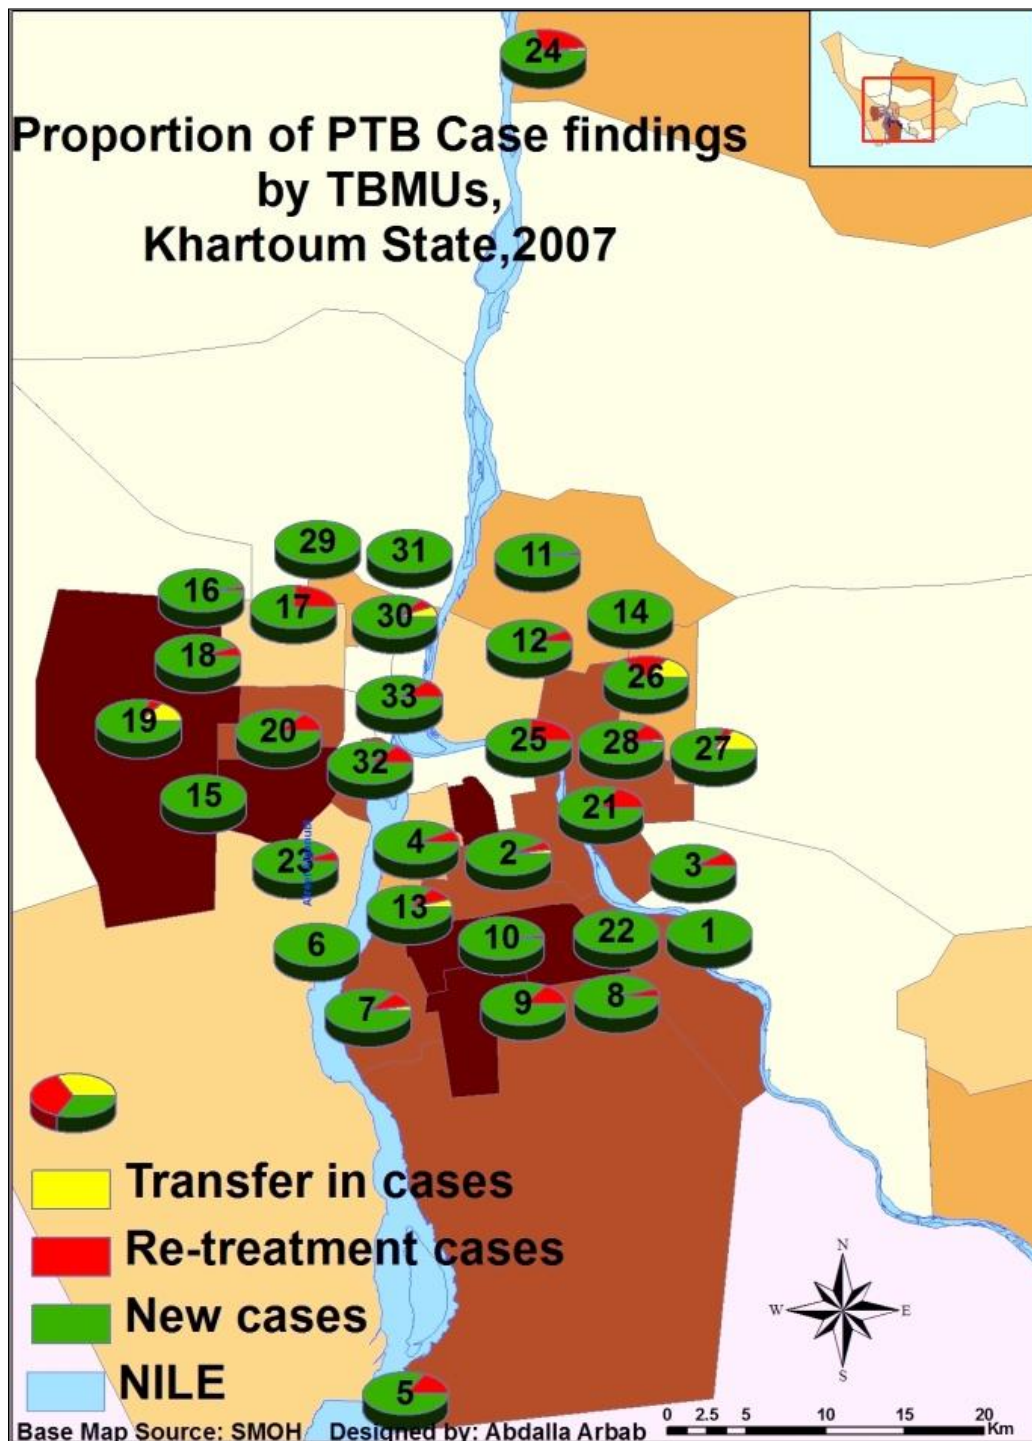 24
Proportion of PTB Case findings
by TBMUs,
Khartoum State,2007
29
31
11
16
17
30
14
12
18
33
26
19
20
25
28
27
32
15
21
4
2
23
3
13
10
22
1
6
7
9
8
Transfer in cases
Re-treatment cases
New cases
NILE
N
W E
S
5
0 2.5 5 10 15 20
Km
Base Map Source: SMOH Designed by: Abdalla Arbab